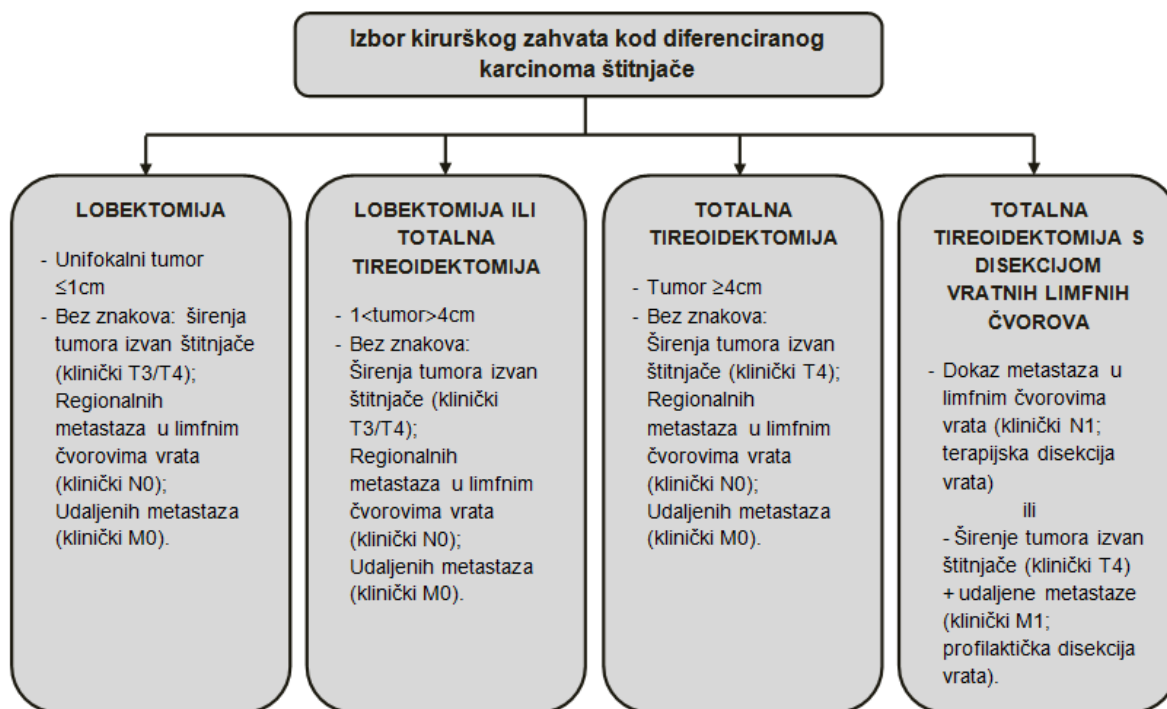 Izbor kirurškog zahvata kod diferenciranog
karcinoma štitnjače
LOBEKTOMIJA
- Unifokalni tumor
≤1cm
- Bez znakova: širenja
tumora izvan štitnjače
(klinički T3/T4);
Regionalnih
metastaza u limfnim
čvorovima vrata
(klinički N0);
Udaljenih metastaza
(klinički M0).
LOBEKTOMIJA ILI
TOTALNA
TIREOIDEKTOMIJA
- 1<tumor>4cm
- Bez znakova:
Širenja tumora izvan
štitnjače (klinički
T3/T4);
Regionalnih
metastaza u limfnim
čvorovima vrata
(klinički N0);
Udaljenih metastaza
(klinički M0).
TOTALNA
TIREOIDEKTOMIJA
- Tumor ≥4cm
- Bez znakova:
Širenja tumora izvan
štitnjače (klinički T4);
Regionalnih
metastaza u limfnim
čvorovima vrata
(klinički N0);
Udaljenih metastaza
(klinički M0).
TOTALNA
TIREOIDEKTOMIJA S
DISEKCIJOM
VRATNIH LIMFNIH
ČVOROVA
- Dokaz metastaza u
limfnim čvorovima
vrata (klinički N1;
terapijska disekcija
vrata)
ili
- Širenje tumora izvan
štitnjače (klinički T4)
+ udaljene metastaze
(klinički M1;
profilaktička disekcija
vrata).